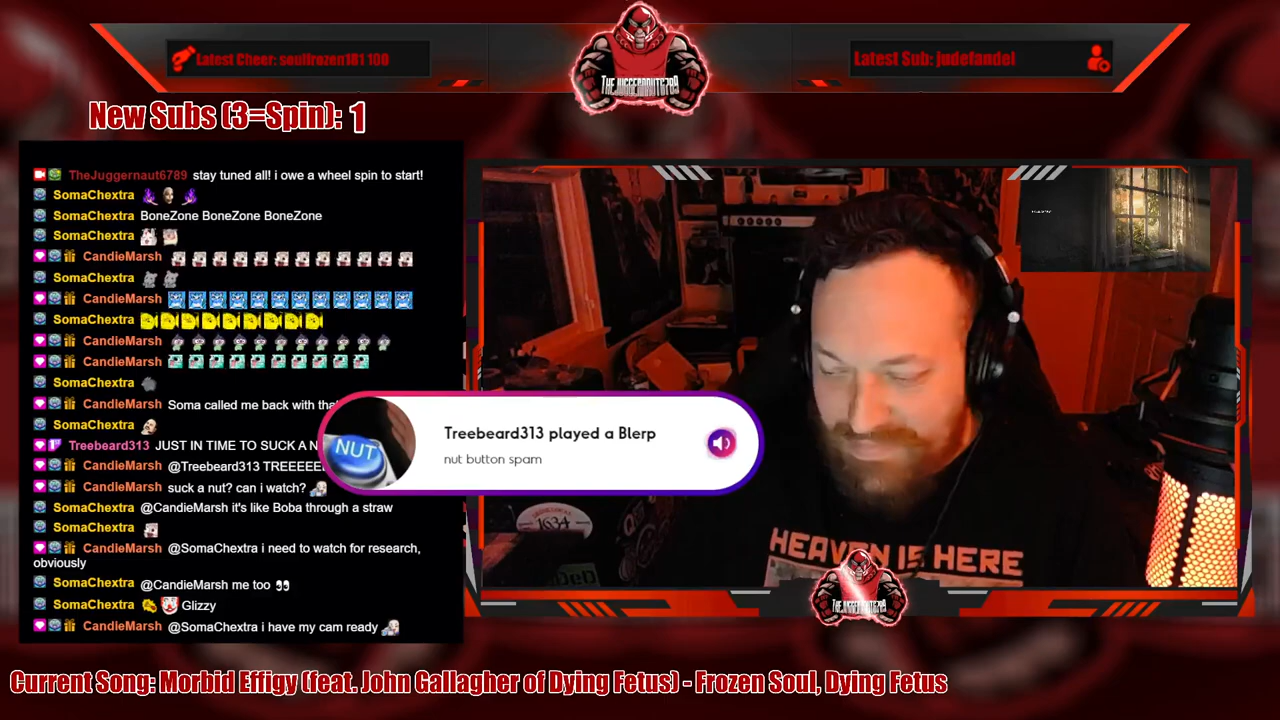 Latest Cheer: soulfrozen181 100
Latest Sub: judefandel
THEJUGGERNAUT6789
New Subs (3=Spin): 1
TheJuggernaut6789 stay tuned all! i owe a wheel spin to start!
SomaChextra
SomaChextra BoneZone BoneZone BoneZone
SomaChextra
CandieMarsh
SomaChextra
CandieMarsh
SomaChextra
CandieMarsh
CandieMarsh
SomaChextra
CandieMarsh Soma called me back with tha
SomaChextra
Treebeard313 JUST IN TIME TO SUCK A N
CandieMarsh @Treebeard313 TREEEEE
CandieMarsh suck a nut? can i watch?
SomaChextra @CandieMarsh it's like Boba through a straw
SomaChextra
CandieMarsh @SomaChextra i need to watch for research,
obviously
SomaChextra @CandieMarsh me too
SomaChextra Glizzy
CandieMarsh @SomaChextra i have my cam ready
NUT
Treebeard313 played a Blerp
nut button spam
1634
HEAVEN IS HERE
THEJUGGERNAUT6789
Current Song: Morbid Effigy (feat. John Gallagher of Dying Fetus) - Frozen Soul, Dying Fetus